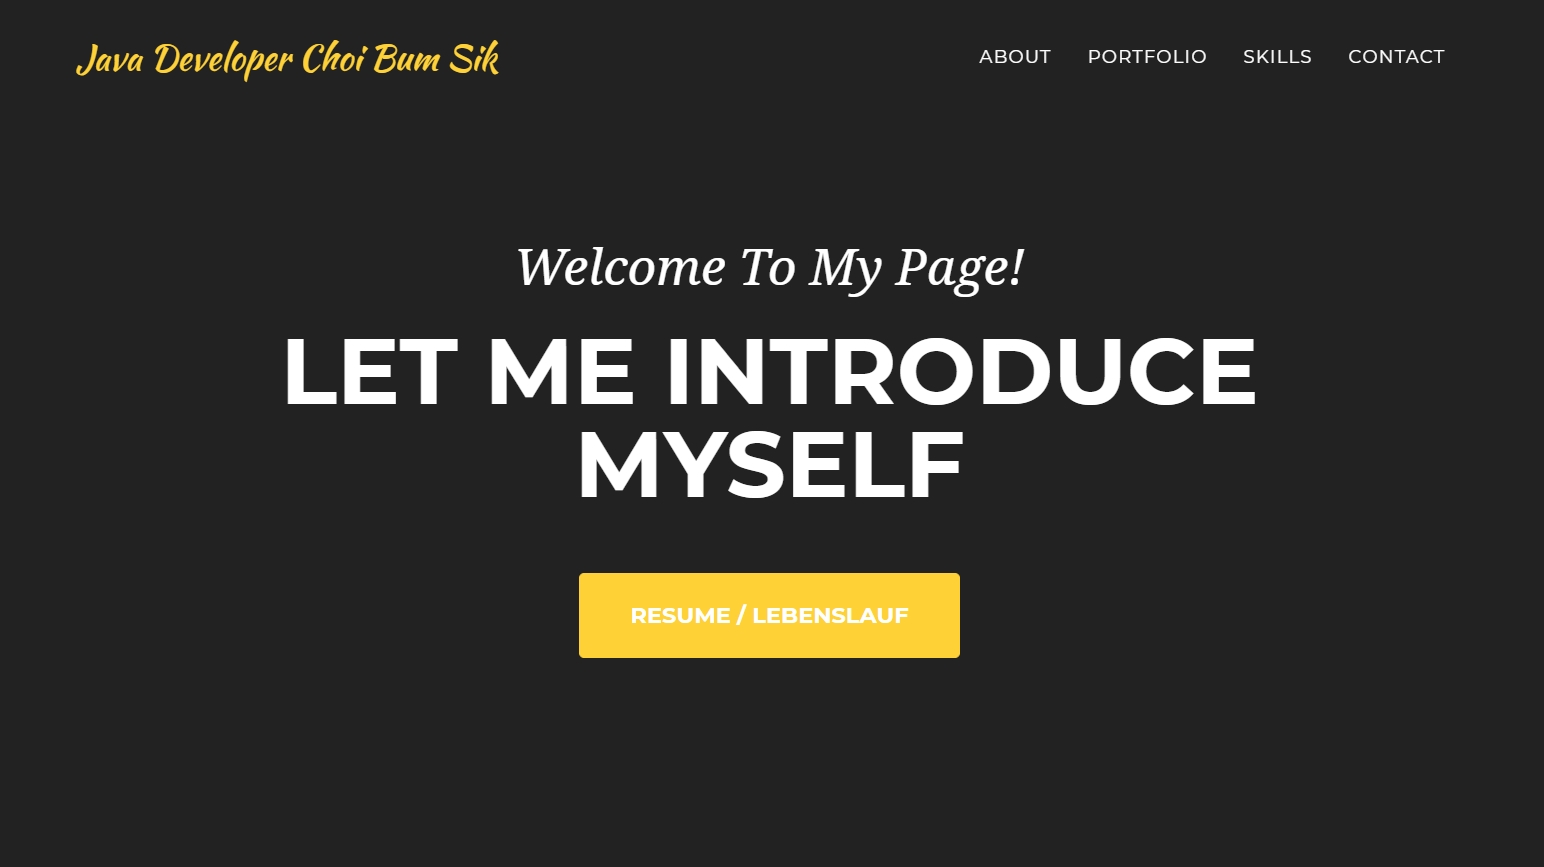 Java Developer Choi Bum Sik
ABOUT PORTFOLIO SKILLS CONTACT
Welcome To My Page!
LET ME INTRODUCE
MYSELF
RESUME / LEBENSLAUF